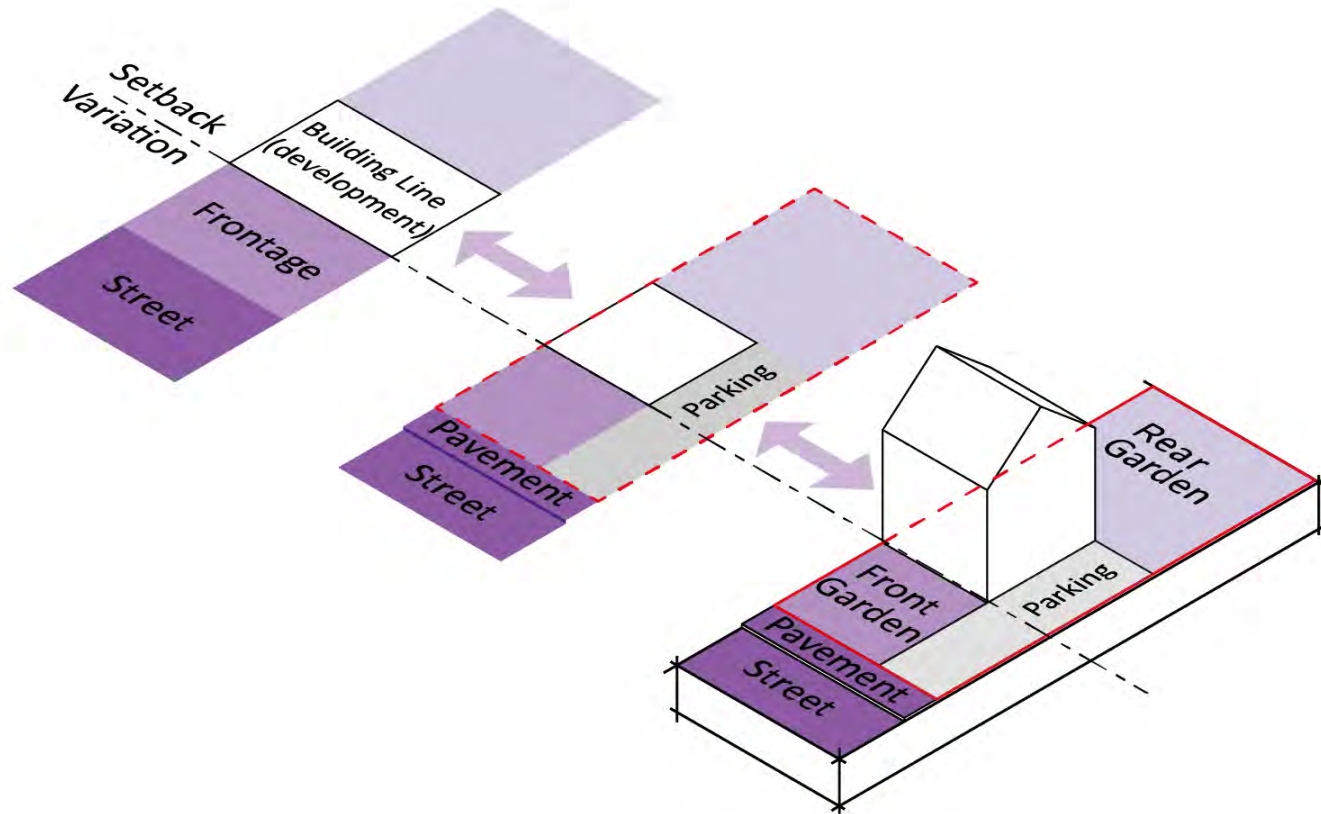 Setback
Variation
Building Line
(development)
Frontage
Street
Parking
Pavement
Street
Rear
Garden
Front
Garden
Parking
Pavement
Street